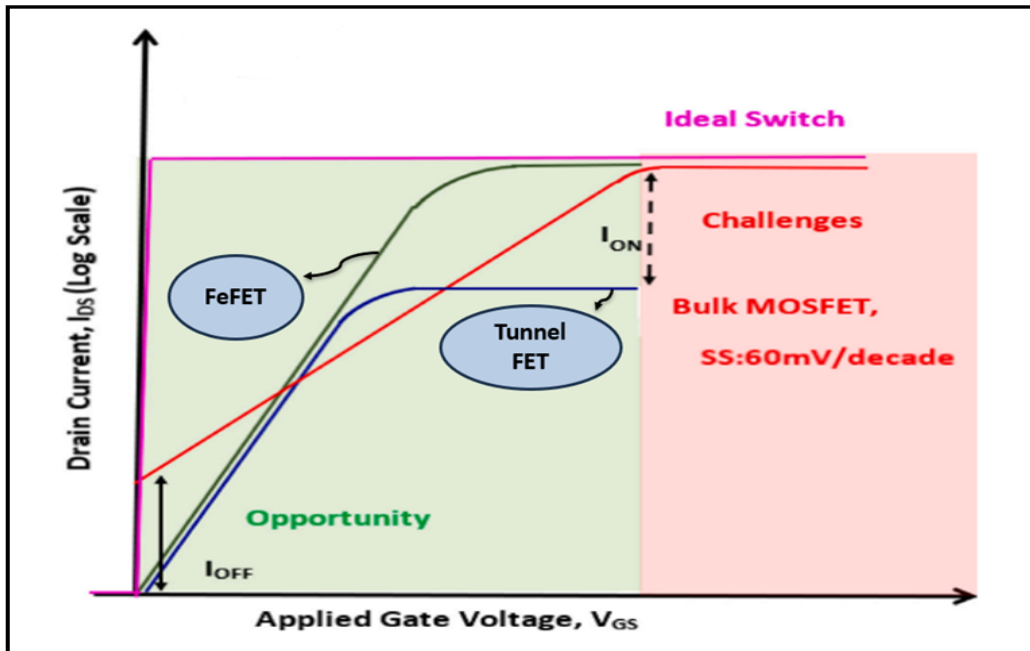 Ideal Switch
Drain Current, IDS (Log Scale)
Challenges
ION
FeFET
Bulk MOSFET,
Tunnel
FET
SS:60mV/decade
Opportunity
IOFF
Applied Gate Voltage, VGS